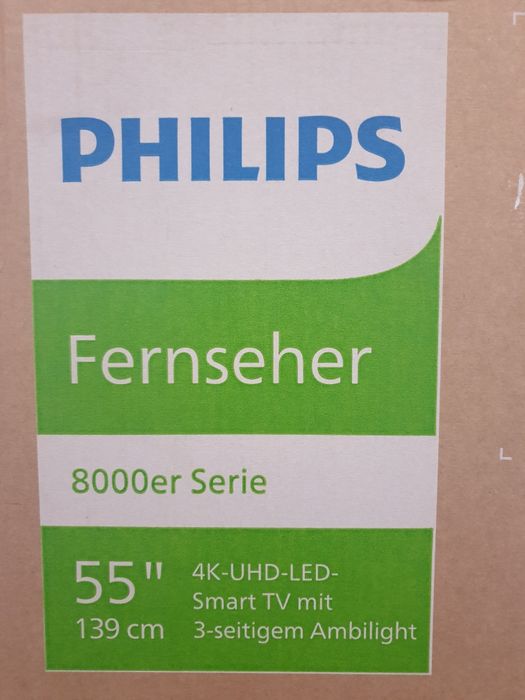 PHILIPS
Fernseher
8000er Serie
55"
139 cm
4K-UHD-LED-
Smart TV mit
3-seitigem Ambilight